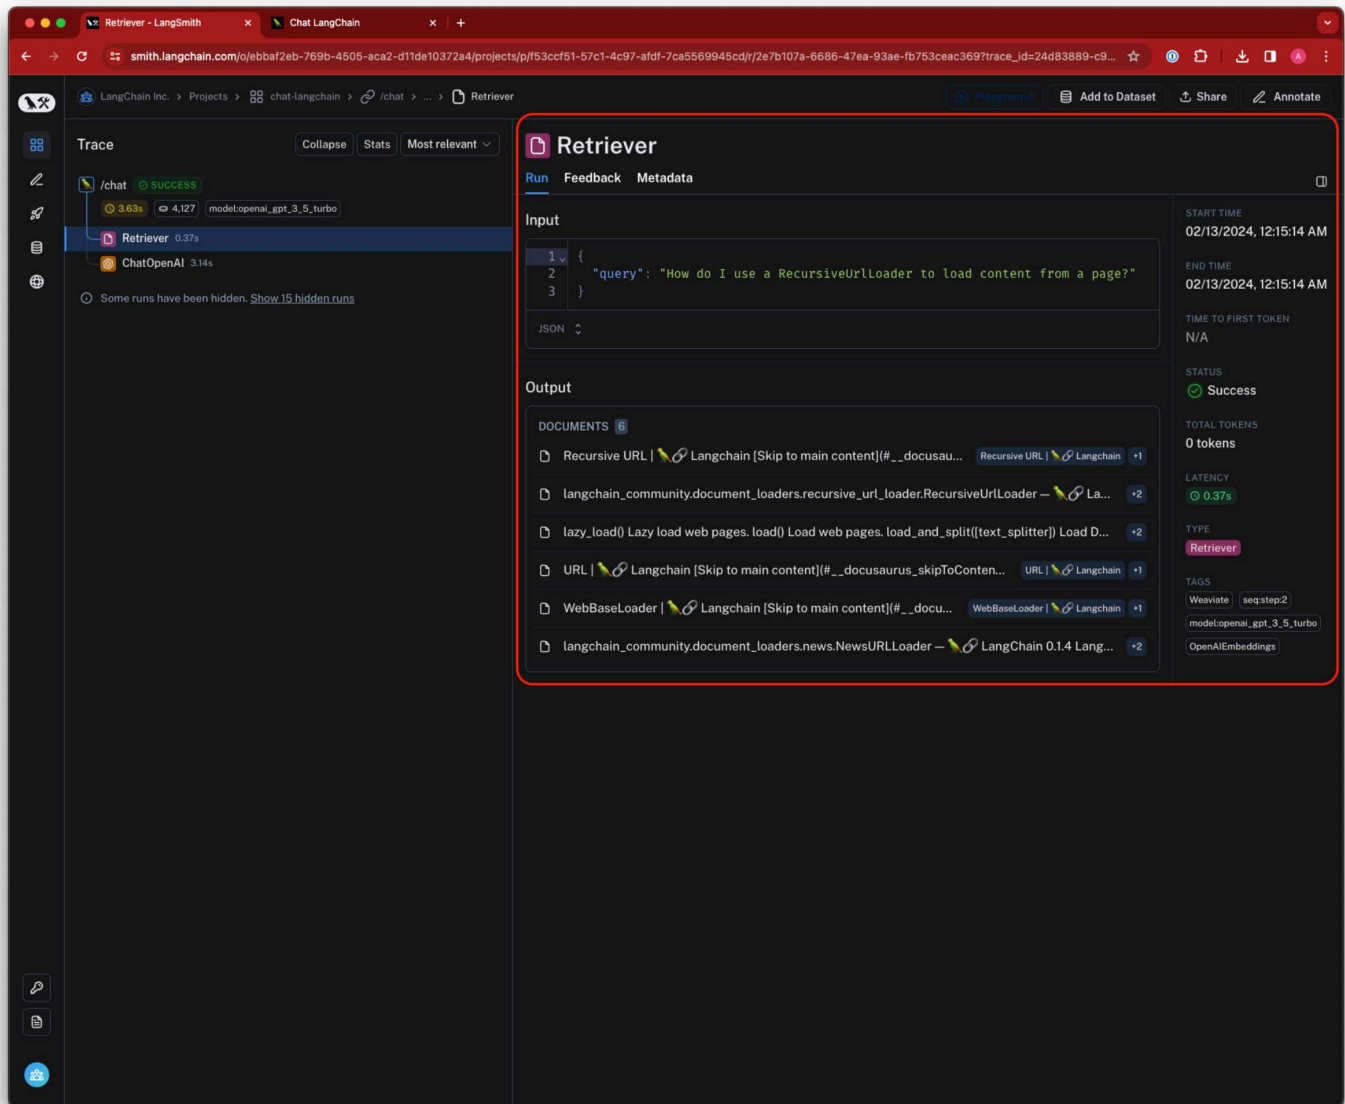 Retriever - LangSmith
Chat LangChain
smith.langchain.com/o/ebbaf2eb-769b-4505-aca2-d11de10372a4/projects/p/f53ccf51-57c1-4c97-afdf-7ca5569945cd/r/2e7b107a-6686-47ea-93ae-fb753ceac369?trace_id=24d83889-c9...
A
LangChain Inc. > Projects > chat-langchain > /chat > ... > Retriever
Playground
Add to Dataset
Share
Annotate
Trace
Collapse
Stats
Most relevant
/chat SUCCESS
3.63s 4,127 model:openai_gpt_3_5_turbo
Retriever 0.37s
ChatOpenAI 3.14s
Some runs have been hidden. Show 15 hidden runs
Retriever
Run Feedback Metadata
Input
1 {
2 "query": "How do I use a RecursiveUrlLoader to load content from a page?"
3 }
JSON
Output
DOCUMENTS 6
Recursive URL | 🦜🔗 Langchain [Skip to main content](#__docusau... Recursive URL | 🦜🔗 Langchain +1
langchain_community.document_loaders.recursive_url_loader.RecursiveUrlLoader — 🦜🔗 La... +2
lazy_load() Lazy load web pages. load() Load web pages. load_and_split([text_splitter]) Load D... +2
URL | 🦜🔗 Langchain [Skip to main content](#__docusaurus_skipToConten... URL | 🦜🔗 Langchain +1
WebBaseLoader | 🦜🔗 Langchain [Skip to main content](#__docu... WebBaseLoader | 🦜🔗 Langchain +1
langchain_community.document_loaders.news.NewsURLLoader — 🦜🔗 LangChain 0.1.4 Lang... +2
START TIME
02/13/2024, 12:15:14 AM
END TIME
02/13/2024, 12:15:14 AM
TIME TO FIRST TOKEN
N/A
STATUS
Success
TOTAL TOKENS
0 tokens
LATENCY
0.37s
TYPE
Retriever
TAGS
Weaviate seq:step:2
model:openai_gpt_3_5_turbo
OpenAIEmbeddings